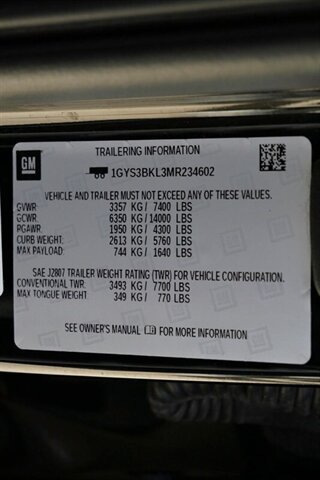 GM
TRAILERING INFORMATION
1GYS3BKL3MR234602
VEHICLE AND TRAILER MUST NOT EXCEED ANY OF THESE VALUES.
GVWR: 3357 KG / 7400 LBS
GCWR: 6350 KG / 14000 LBS
PGAWR: 1950 KG / 4300 LBS
CURB WEIGHT: 2613 KG / 5760 LBS
MAX PAYLOAD: 744 KG / 1640 LBS
SAE J2807 TRAILER WEIGHT RATING (TWR) FOR VEHICLE CONFIGURATION.
CONVENTIONAL TWR: 3493 KG / 7700 LBS
MAX TONGUE WEIGHT: 349 KG / 770 LBS
SEE OWNER'S MANUAL FOR MORE INFORMATION